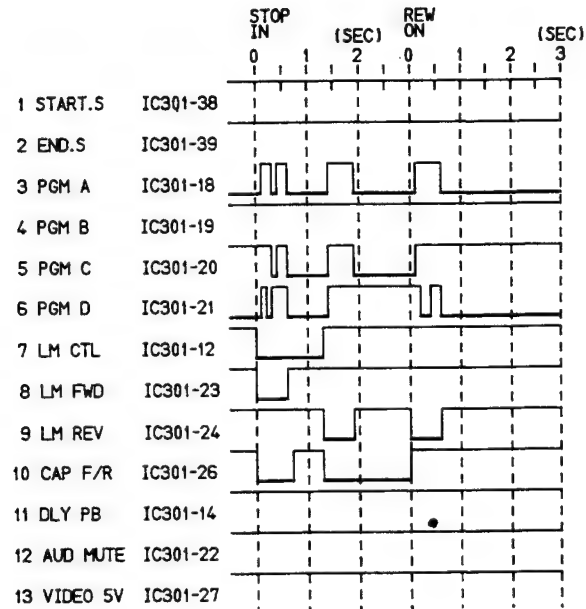 STOP IN (SEC) REW ON (SEC)
0 1 2 0 1 2 3
1 START.S IC301-38
2 END.S IC301-39
3 PGM A IC301-18
4 PGM B IC301-19
5 PGM C IC301-20
6 PGM D IC301-21
7 LM CTL IC301-12
8 LM FWD IC301-23
9 LM REV IC301-24
10 CAP F/R IC301-26
11 DLY PB IC301-14
12 AUD MUTE IC301-22
13 VIDEO 5V IC301-27